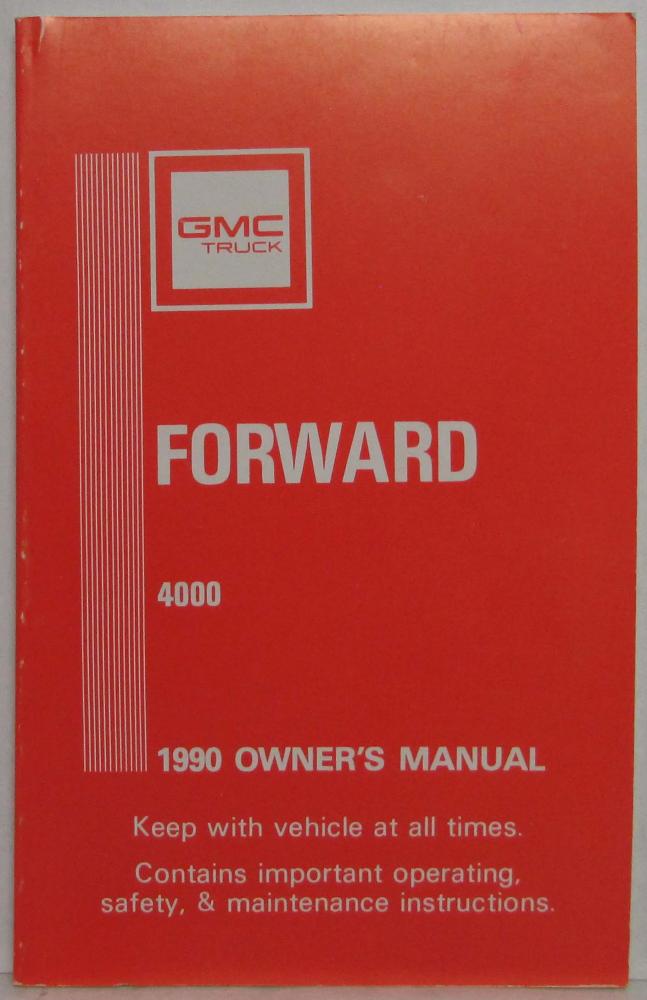 GMC
TRUCK
FORWARD
4000
1990 OWNER'S MANUAL
Keep with vehicle at all times.
Contains important operating,
safety, & maintenance instructions.